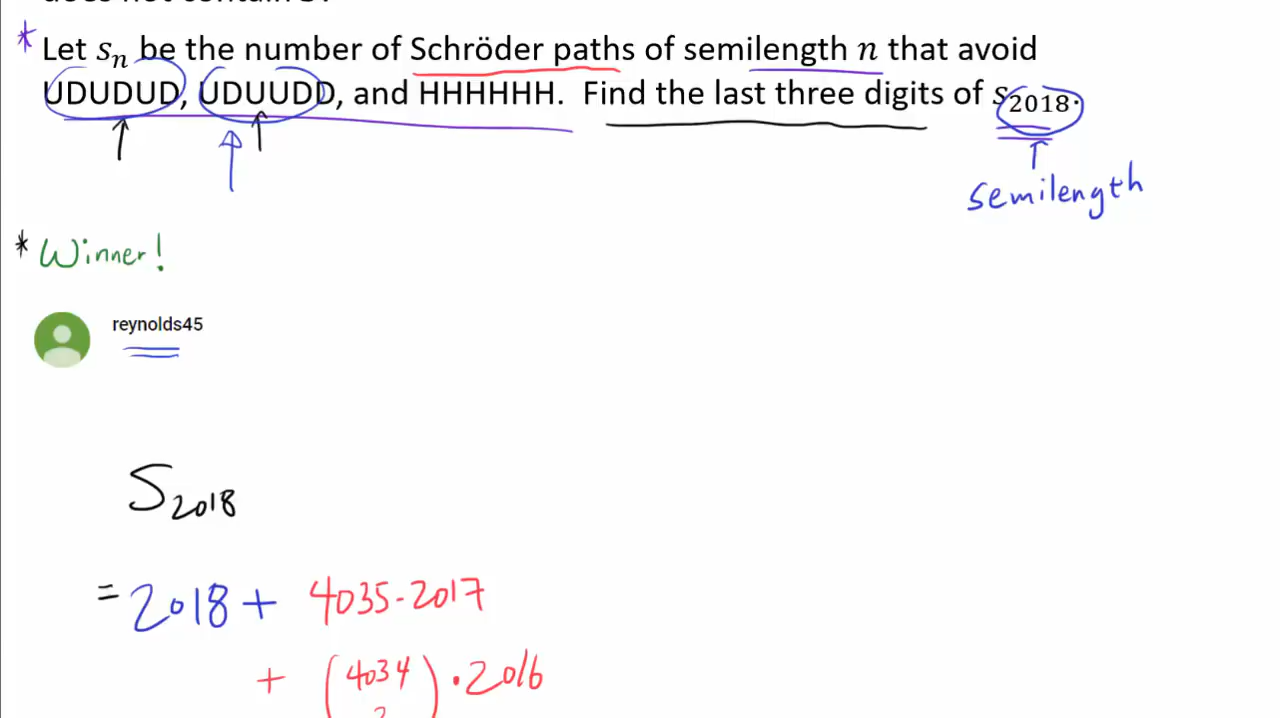 * Let sₙ be the number of Schröder paths of semilength n that avoid
UDUDUD, UDUUDD, and HHHHHH. Find the last three digits of s₂₀₁₈.
semilength
* Winner!
reynolds45
S₂₀₁₈
= 2018 + 4035·2017
+ (4034) · 2016